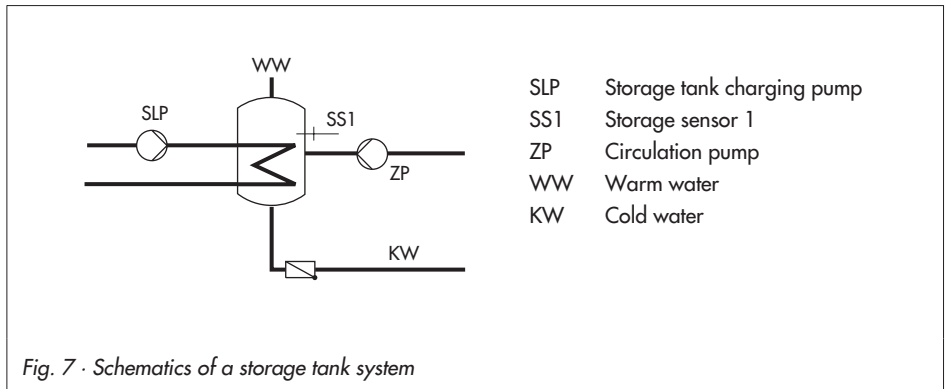 WW
SLP
SS1
ZP
KW
SLP Storage tank charging pump
SS1 Storage sensor 1
ZP Circulation pump
WW Warm water
KW Cold water
Fig. 7 · Schematics of a storage tank system